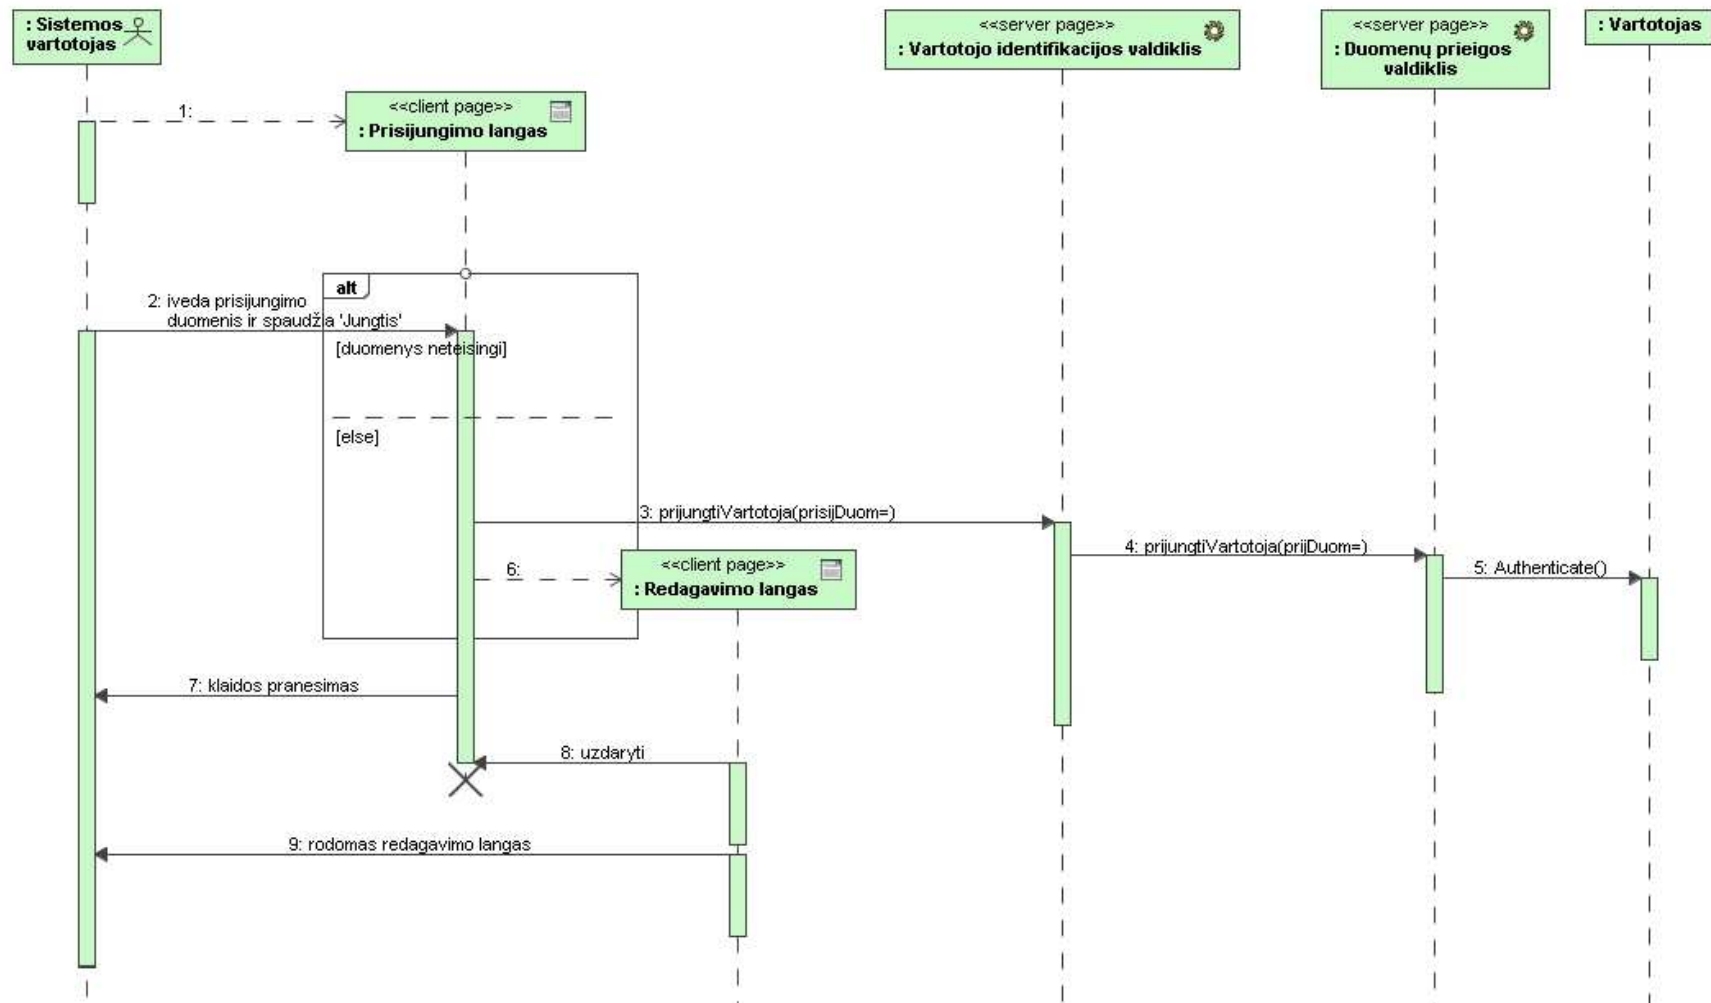 : Sistemos
vartotojas
<<server page>>
: Vartotojo identifikacijos valdiklis
<<server page>>
: Duomenų prieigos
valdiklis
: Vartotojas
1:
<<client page>>
: Prisijungimo langas
alt
2: iveda prisijungimo
duomenis ir spaudžia 'Jungtis'
[duomenys neteisingi]
[else]
3: prijungtiVartotoja(prisijDuom=)
4: prijungtiVartotoja(prijDuom=)
5: Authenticate()
6:
<<client page>>
: Redagavimo langas
7: klaidos pranesimas
8: uzdaryti
9: rodomas redagavimo langas